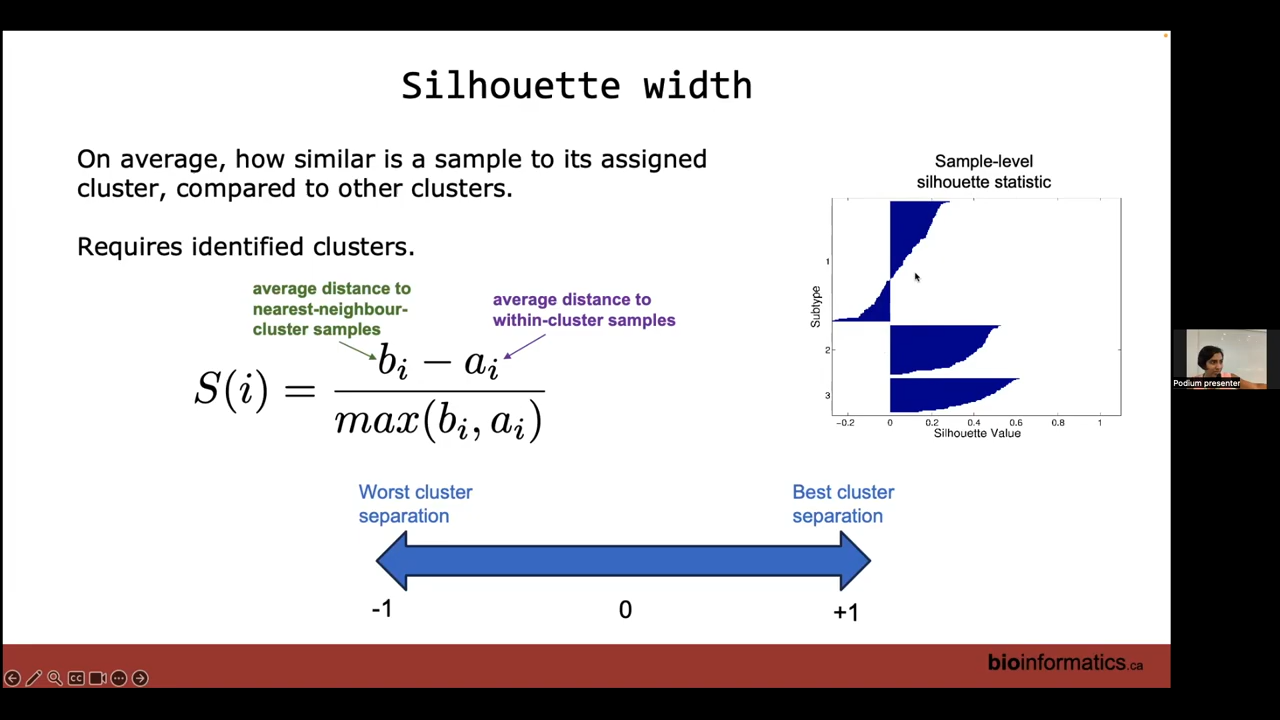 Silhouette width
On average, how similar is a sample to its assigned
cluster, compared to other clusters.
Requires identified clusters.
average distance to
nearest-neighbour-
cluster samples
average distance to
within-cluster samples
S(i) = \frac{b_i - a_i}{max(b_i, a_i)}
Sample-level
silhouette statistic
Subtype
1
2
3
-0.2 0 0.2 0.4 0.6 0.8 1
Silhouette Value
Worst cluster
separation
Best cluster
separation
-1 0 +1
bioinformatics.ca
CC
Podium presenter